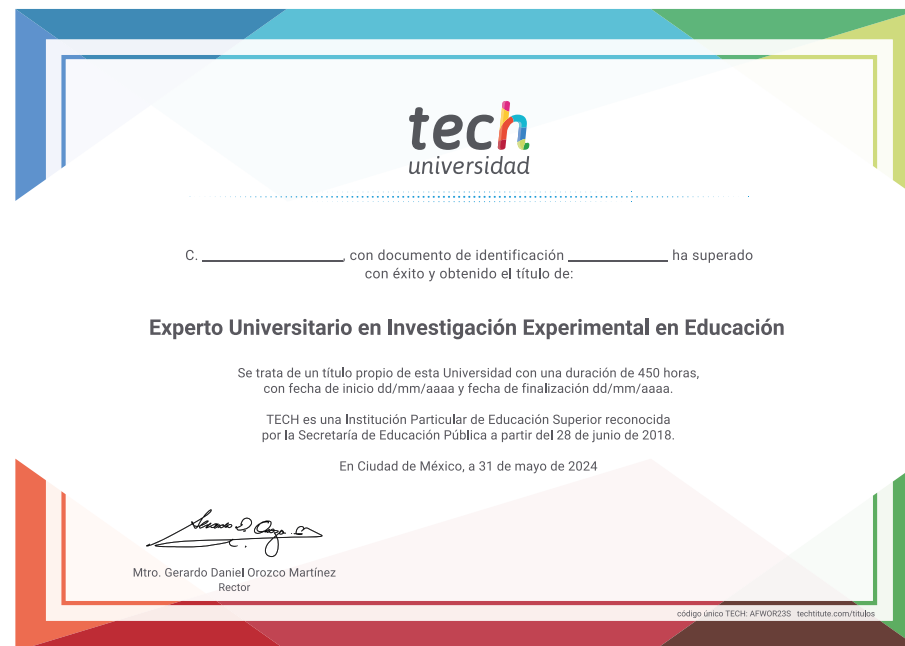 tech
universidad
C. ____________, con documento de identificación ____________ ha superado
con éxito y obtenido el título de:
Experto Universitario en Investigación Experimental en Educación
Se trata de un título propio de esta Universidad con una duración de 450 horas,
con fecha de inicio dd/mm/aaaa y fecha de finalización dd/mm/aaaa.
TECH es una Institución Particular de Educación Superior reconocida
por la Secretaría de Educación Pública a partir del 28 de junio de 2018.
En Ciudad de México, a 31 de mayo de 2024
Mtro. Gerardo Daniel Orozco Martínez
Rector
código único TECH: AFWOR23S techtitute.com/titulos